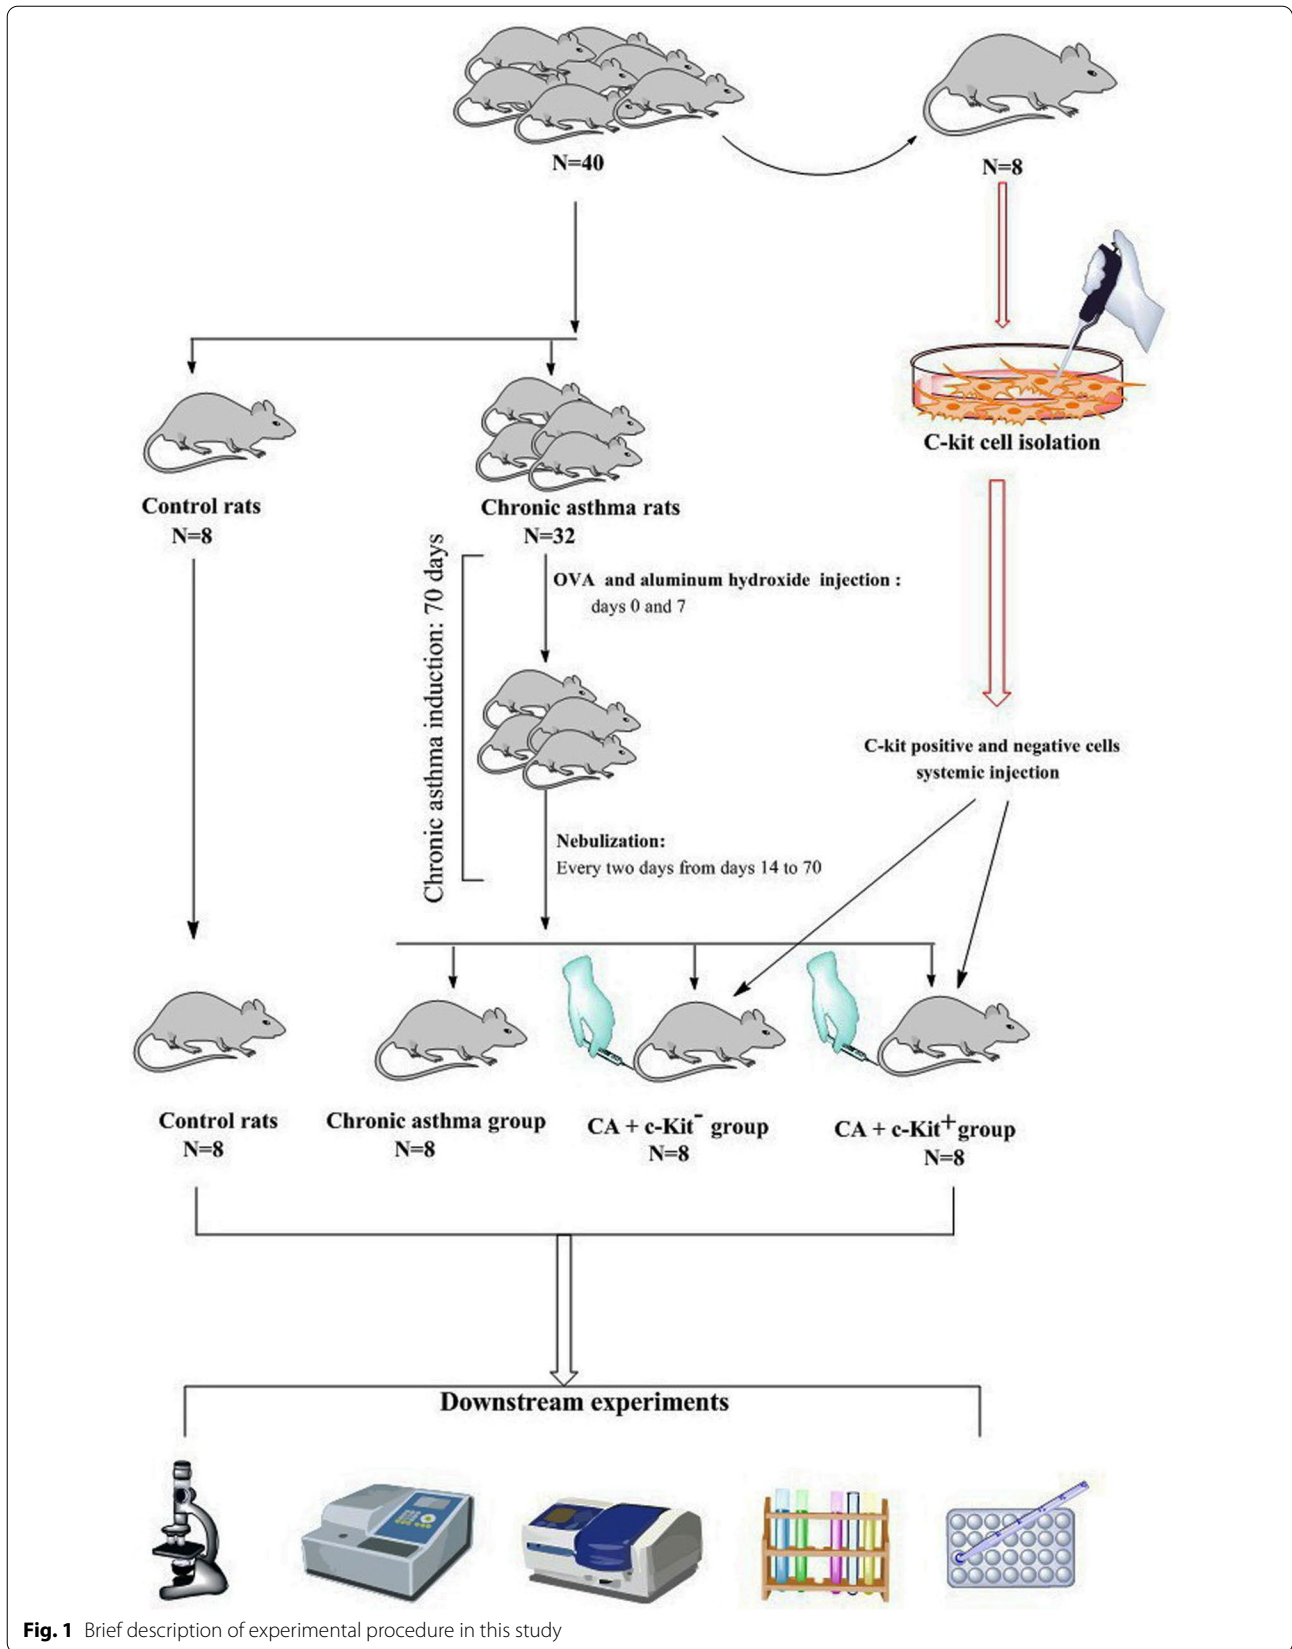 N=40
N=8
C-kit cell isolation
Control rats
N=8
Chronic asthma rats
N=32
Chronic asthma induction: 70 days
OVA and aluminum hydroxide injection :
days 0 and 7
C-kit positive and negative cells
systemic injection
Nebulization:
Every two days from days 14 to 70
Control rats
N=8
Chronic asthma group
N=8
CA + c-Kit⁻ group
N=8
CA + c-Kit⁺ group
N=8
Downstream experiments
Fig. 1 Brief description of experimental procedure in this study